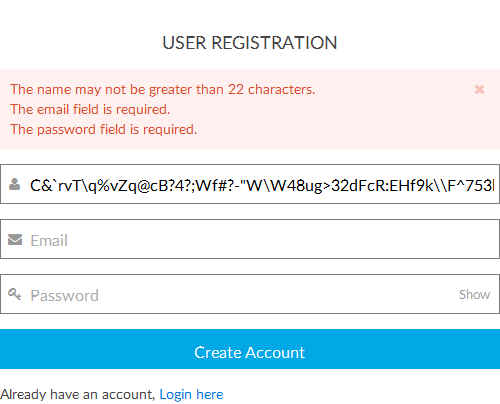 USER REGISTRATION
The name may not be greater than 22 characters.
The email field is required.
The password field is required.
C&`rvT\q%vZq@cB?4?;Wf#?-"W\W48ug>32dFcR:EHf9k\\F^753
Email
Password Show
Create Account
Already have an account, Login here